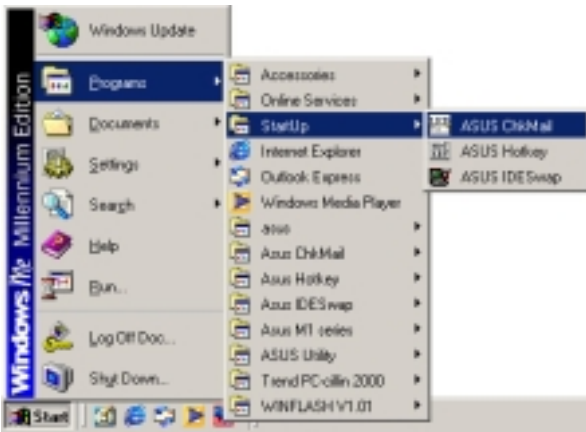 Windows Me Millennium Edition
Windows Update
Programs
Documents
Settings
Search
Help
Run...
Log Off Doc...
Shut Down...
Accessories
Online Services
StartUp
Internet Explorer
Outlook Express
Windows Media Player
asus
Asus ChkMail
Asus Hotkey
Asus IDESwap
Asus M1 series
ASUS Utility
Trend PC-cillin 2000
WINFLASH V1.01
ASUS ChkMail
ASUS Hotkey
ASUS IDESwap
Start